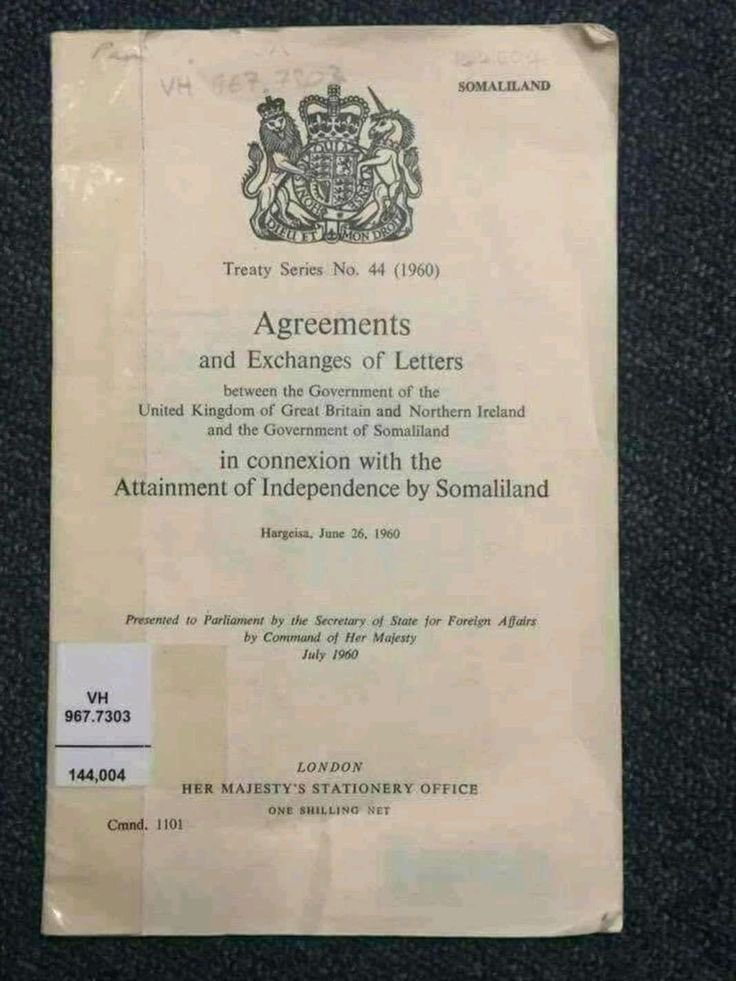 VH 967.7303
SOMALILAND
DIEU ET MON DROIT
Treaty Series No. 44 (1960)
Agreements
and Exchanges of Letters
between the Government of the
United Kingdom of Great Britain and Northern Ireland
and the Government of Somaliland
in connexion with the
Attainment of Independence by Somaliland
Hargeisa, June 26, 1960
Presented to Parliament by the Secretary of State for Foreign Affairs
by Command of Her Majesty
July 1960
VH
967.7303
144,004
LONDON
HER MAJESTY'S STATIONERY OFFICE
ONE SHILLING NET
Cmnd. 1101